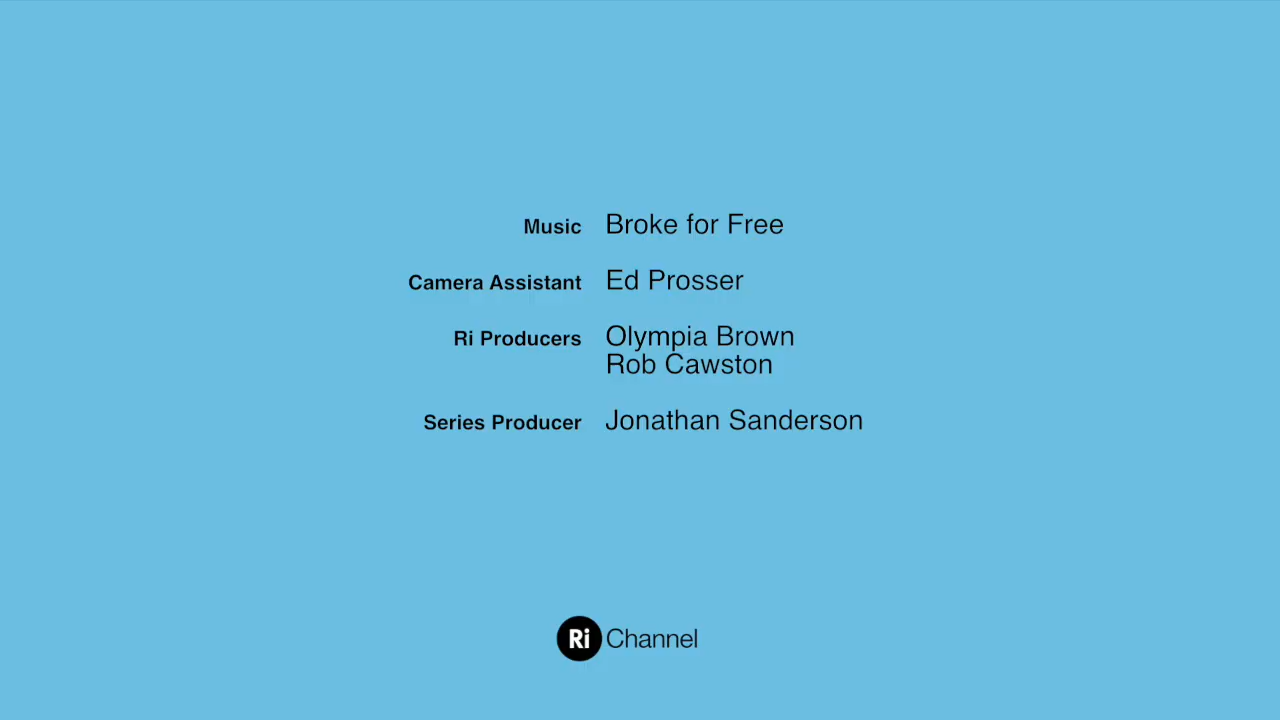 Music Broke for Free
Camera Assistant Ed Prosser
Ri Producers Olympia Brown
Rob Cawston
Series Producer Jonathan Sanderson
Ri Channel